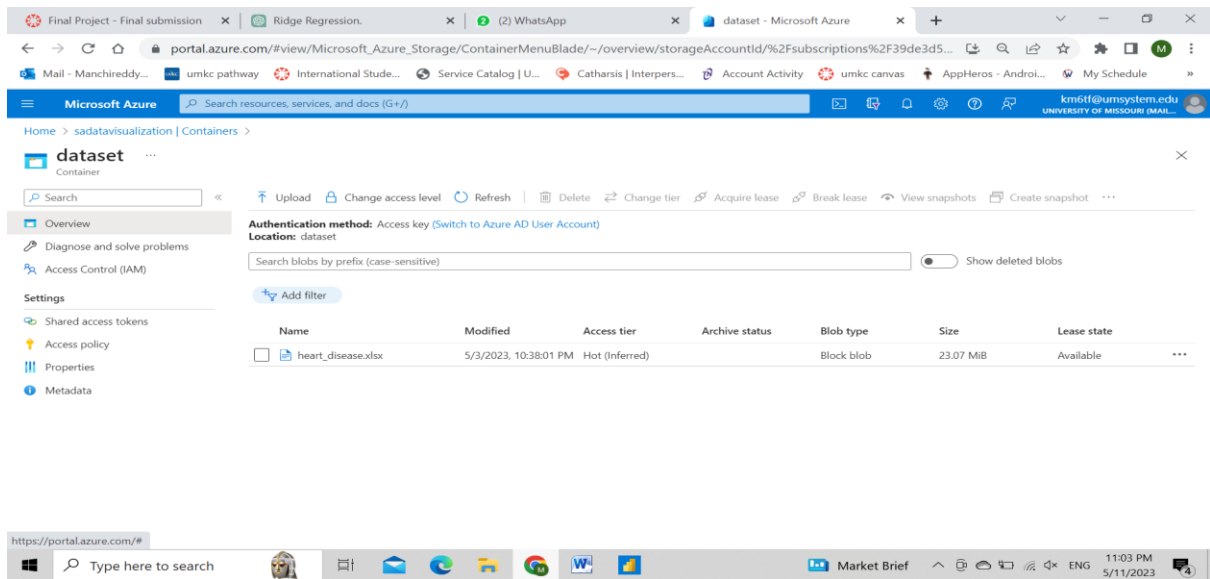 Final Project - Final submission
Ridge Regression.
(2) WhatsApp
dataset - Microsoft Azure
portal.azure.com/#view/Microsoft_Azure_Storage/ContainerMenuBlade/~/overview/storageAccountId/%2Fsubscriptions%2F39de3d5...
M
Mail - Manchireddy... umkc pathway International Stude... Service Catalog | U... Catharsis | Interpers... Account Activity umkc canvas AppHeros - Androi... My Schedule »
Microsoft Azure
Search resources, services, and docs (G+/)
km6tf@umsystem.edu
UNIVERSITY OF MISSOURI (MAIL...
Home > sadatavisualization | Containers >
dataset ...
Container
Search «
Upload Change access level Refresh Delete Change tier Acquire lease Break lease View snapshots Create snapshot ...
Overview
Diagnose and solve problems
Access Control (IAM)
Settings
Shared access tokens
Access policy
Properties
Metadata
Authentication method: Access key (Switch to Azure AD User Account)
Location: dataset
Search blobs by prefix (case-sensitive)
Show deleted blobs
Add filter
Name Modified Access tier Archive status Blob type Size Lease state
heart_disease.xlsx 5/3/2023, 10:38:01 PM Hot (Inferred) Block blob 23.07 MiB Available ...
https://portal.azure.com/#
Type here to search
Market Brief
ENG
11:03 PM
5/11/2023
4